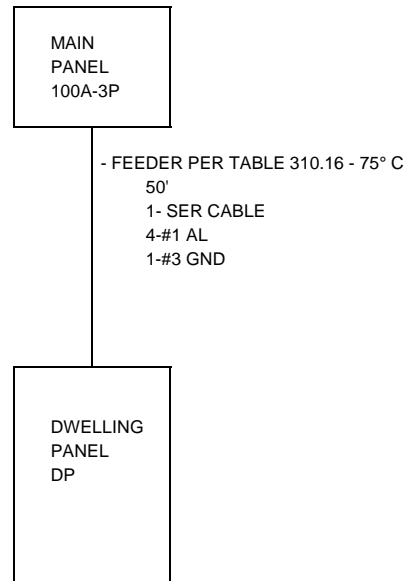 MAIN
PANEL
100A-3P
- FEEDER PER TABLE 310.16 - 75° C
50'
1- SER CABLE
4-#1 AL
1-#3 GND
DWELLING
PANEL
DP